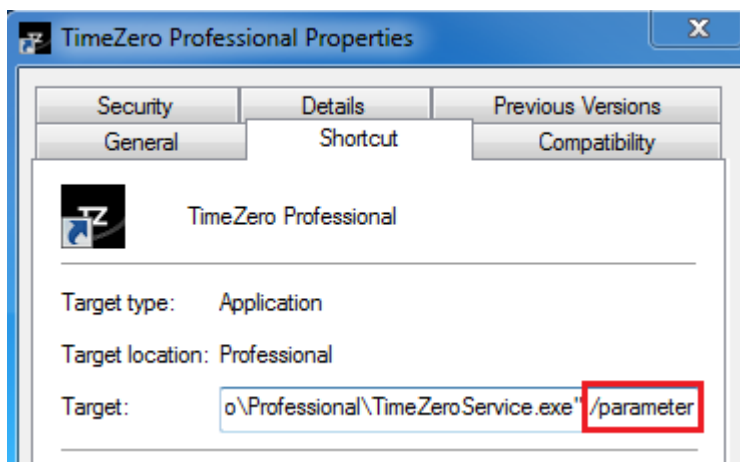 TimeZero Professional Properties
Security Details Previous Versions
General Shortcut Compatibility
TZ TimeZero Professional
Target type: Application
Target location: Professional
Target: o\Professional\TimeZeroService.exe" /parameter